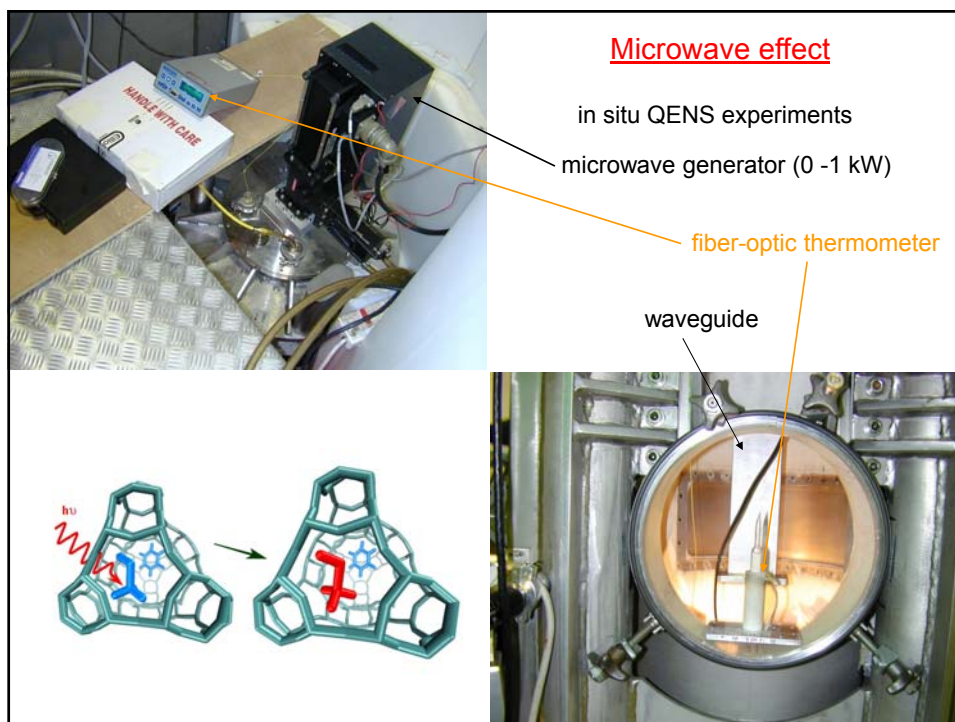 Microwave effect
in situ QENS experiments
microwave generator (0 -1 kW)
fiber-optic thermometer
waveguide
HANDLE WITH CARE
hυ